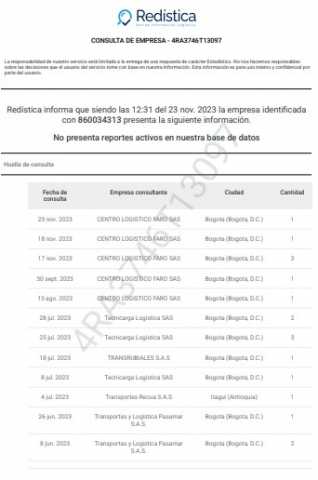 Redistica
CONSULTA DE EMPRESA - 4RA3746T13097
La responsabilidad de nuestro servicio está limitada a la entrega de una respuesta de carácter Estadístico. No nos hacemos responsables
sobre las decisiones que el usuario del servicio tome con base en nuestra información. Esta información es para uso interno y confidencial por
parte del usuario.
Redistica informa que siendo las 12:31 del 23 nov. 2023 la empresa identificada
con 860034313 presenta la siguiente información.
No presenta reportes activos en nuestra base de datos
Huella de consulta
Fecha de consulta Empresa consultante Ciudad Cantidad
23 nov. 2023 CENTRO LOGISTICO FARO SAS Bogota (Bogota, D.C.) 1
18 nov. 2023 CENTRO LOGISTICO FARO SAS Bogota (Bogota, D.C.) 1
17 nov. 2023 CENTRO LOGISTICO FARO SAS Bogota (Bogota, D.C.) 3
30 sept. 2023 CENTRO LOGISTICO FARO SAS Bogota (Bogota, D.C.) 1
15 ago. 2023 CENTRO LOGISTICO FARO SAS Bogota (Bogota, D.C.) 1
28 jul. 2023 Tecnicarga Logistica SAS Bogota (Bogota, D.C.) 2
25 jul. 2023 Tecnicarga Logistica SAS Bogota (Bogota, D.C.) 3
18 jul. 2023 TRANSRUBIALES S.A.S Bogota (Bogota, D.C.) 1
8 jul. 2023 Tecnicarga Logistica SAS Bogota (Bogota, D.C.) 1
4 jul. 2023 Transportes Recua S.A.S Itagui (Antioquia) 1
26 jun. 2023 Transportes y Logistica Pasamar S.A.S. Bogota (Bogota, D.C.) 1
8 jun. 2023 Transportes y Logistica Pasamar S.A.S. Bogota (Bogota, D.C.) 2
4RA3746T13097